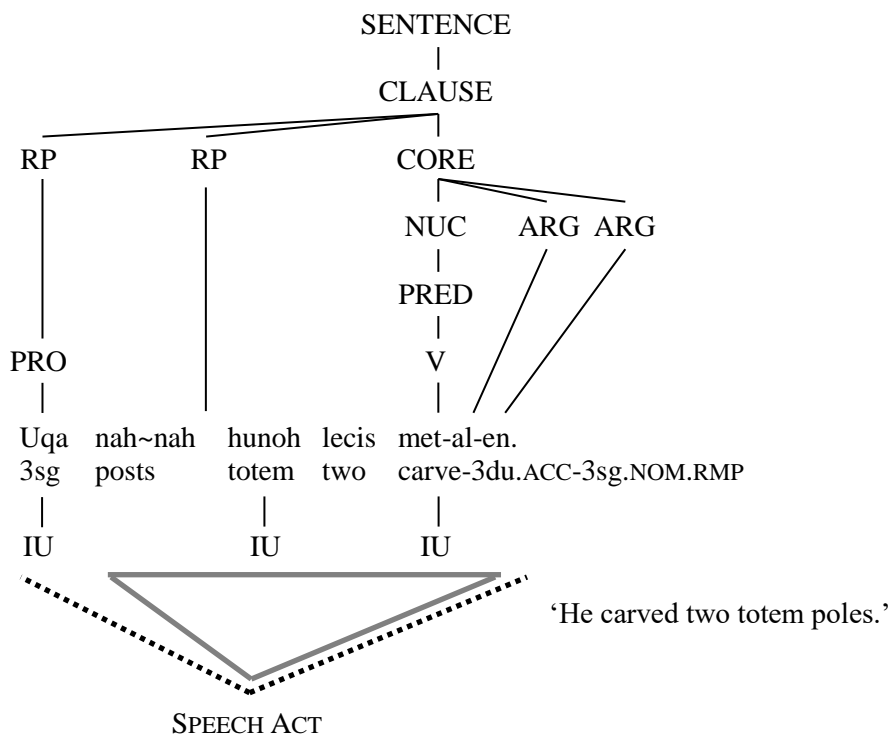 SENTENCE
CLAUSE
RP RP CORE
NUC ARG ARG
PRED
PRO V
Uqa nah~nah hunoh lecis met-al-en.
3sg posts totem two carve-3du.ACC-3sg.NOM.RMP
IU IU IU
‘He carved two totem poles.’
SPEECH ACT